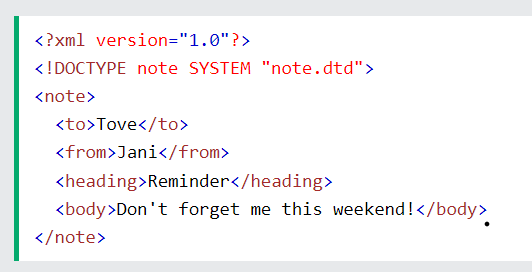 <?xml version="1.0"?>
<!DOCTYPE note SYSTEM "note.dtd">
<note>
<to>Tove</to>
<from>Jani</from>
<heading>Reminder</heading>
<body>Don't forget me this weekend!</body>
</note>